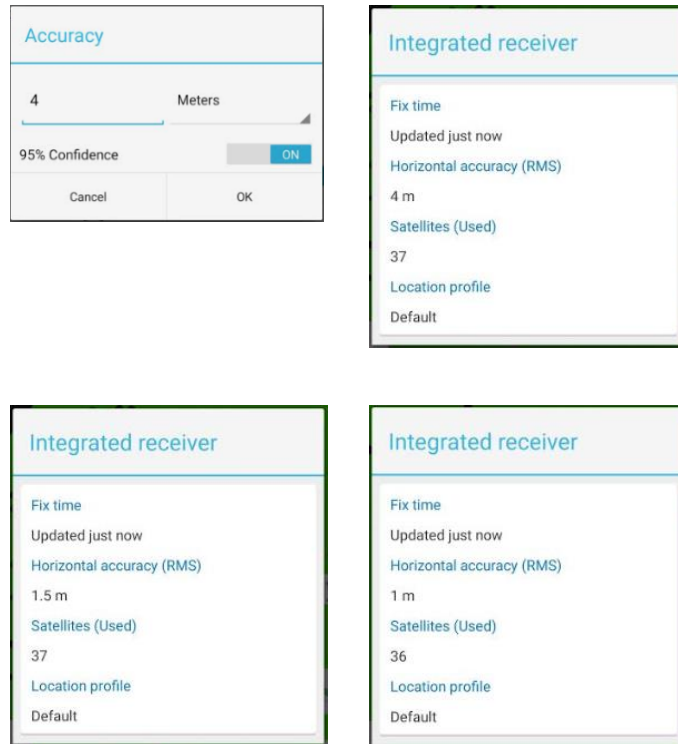 Accuracy
4 Meters
95% Confidence ON
Cancel OK
Integrated receiver
Fix time
Updated just now
Horizontal accuracy (RMS)
4 m
Satellites (Used)
37
Location profile
Default
Integrated receiver
Fix time
Updated just now
Horizontal accuracy (RMS)
1.5 m
Satellites (Used)
37
Location profile
Default
Integrated receiver
Fix time
Updated just now
Horizontal accuracy (RMS)
1 m
Satellites (Used)
36
Location profile
Default